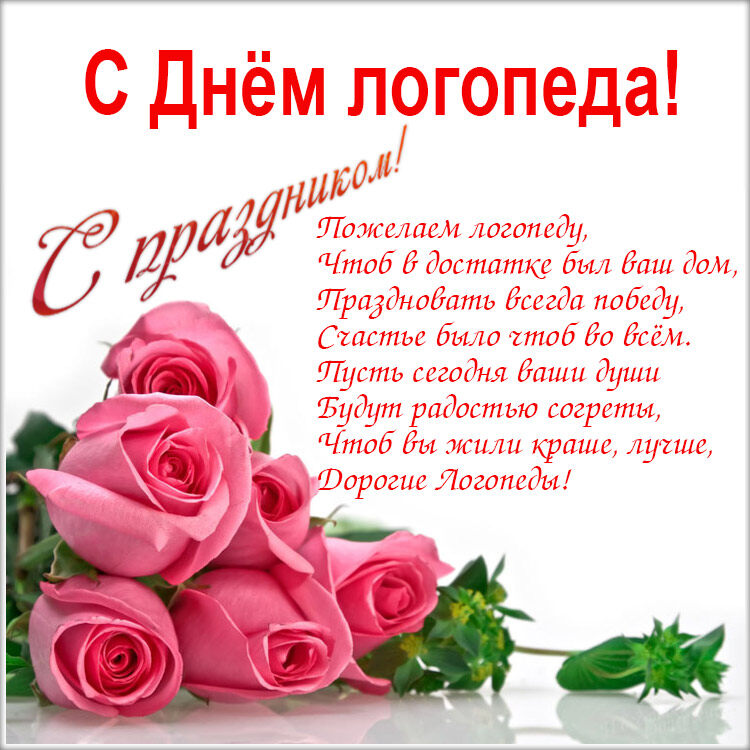 С Днём логопеда!
С праздником!
Пожелаем логопеду,
Чтоб в достатке был ваш дом,
Праздновать всегда победу,
Счастье было чтоб во всём.
Пусть сегодня ваши души
Будут радостью согреты,
Чтоб вы жили краше, лучше,
Дорогие Логопеды!